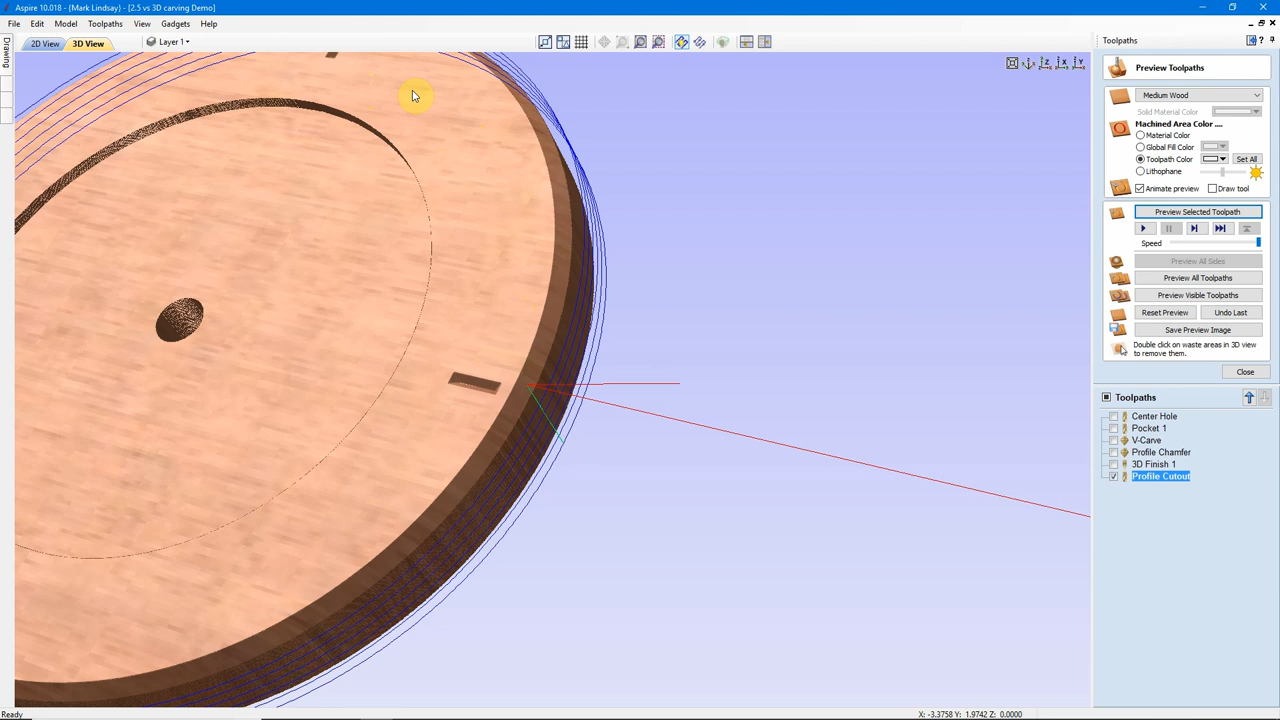 Aspire 10.018 - {Mark Lindsay} - [2.5 vs 3D carving Demo]
File Edit Model Toolpaths View Gadgets Help
Drawing
2D View 3D View Layer 1
Toolpaths
Preview Toolpaths
Medium Wood
Solid Material Color
Machined Area Color ....
Material Color
Global Fill Color
Toolpath Color Set All
Lithophane
Animate preview Draw tool
Preview Selected Toolpath
Speed
Preview All Sides
Preview All Toolpaths
Preview Visible Toolpaths
Reset Preview Undo Last
Save Preview Image
Double click on waste areas in 3D view
to remove them.
Close
Toolpaths
Center Hole
Pocket 1
V-Carve
Profile Chamfer
3D Finish 1
Profile Cutout
Ready
X: -3.3758 Y: 1.9742 Z: 0.0000